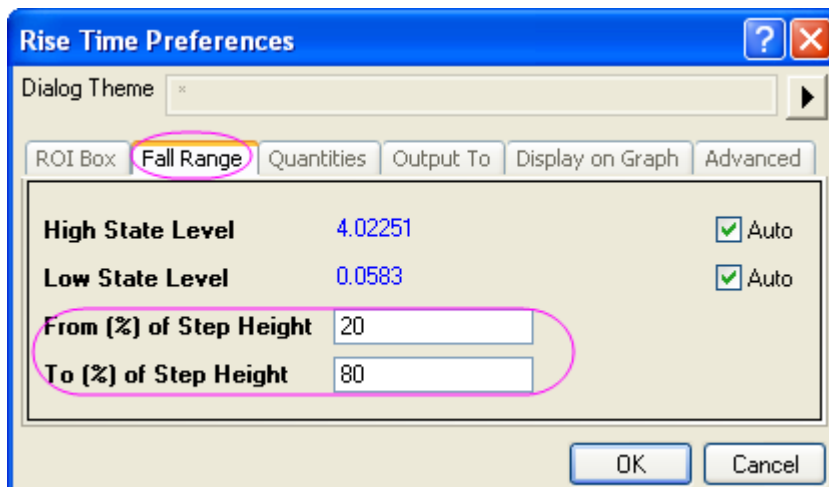 Rise Time Preferences
Dialog Theme *
ROI Box Fall Range Quantities Output To Display on Graph Advanced
High State Level 4.02251 Auto
Low State Level 0.0583 Auto
From (%) of Step Height 20
To (%) of Step Height 80
OK Cancel